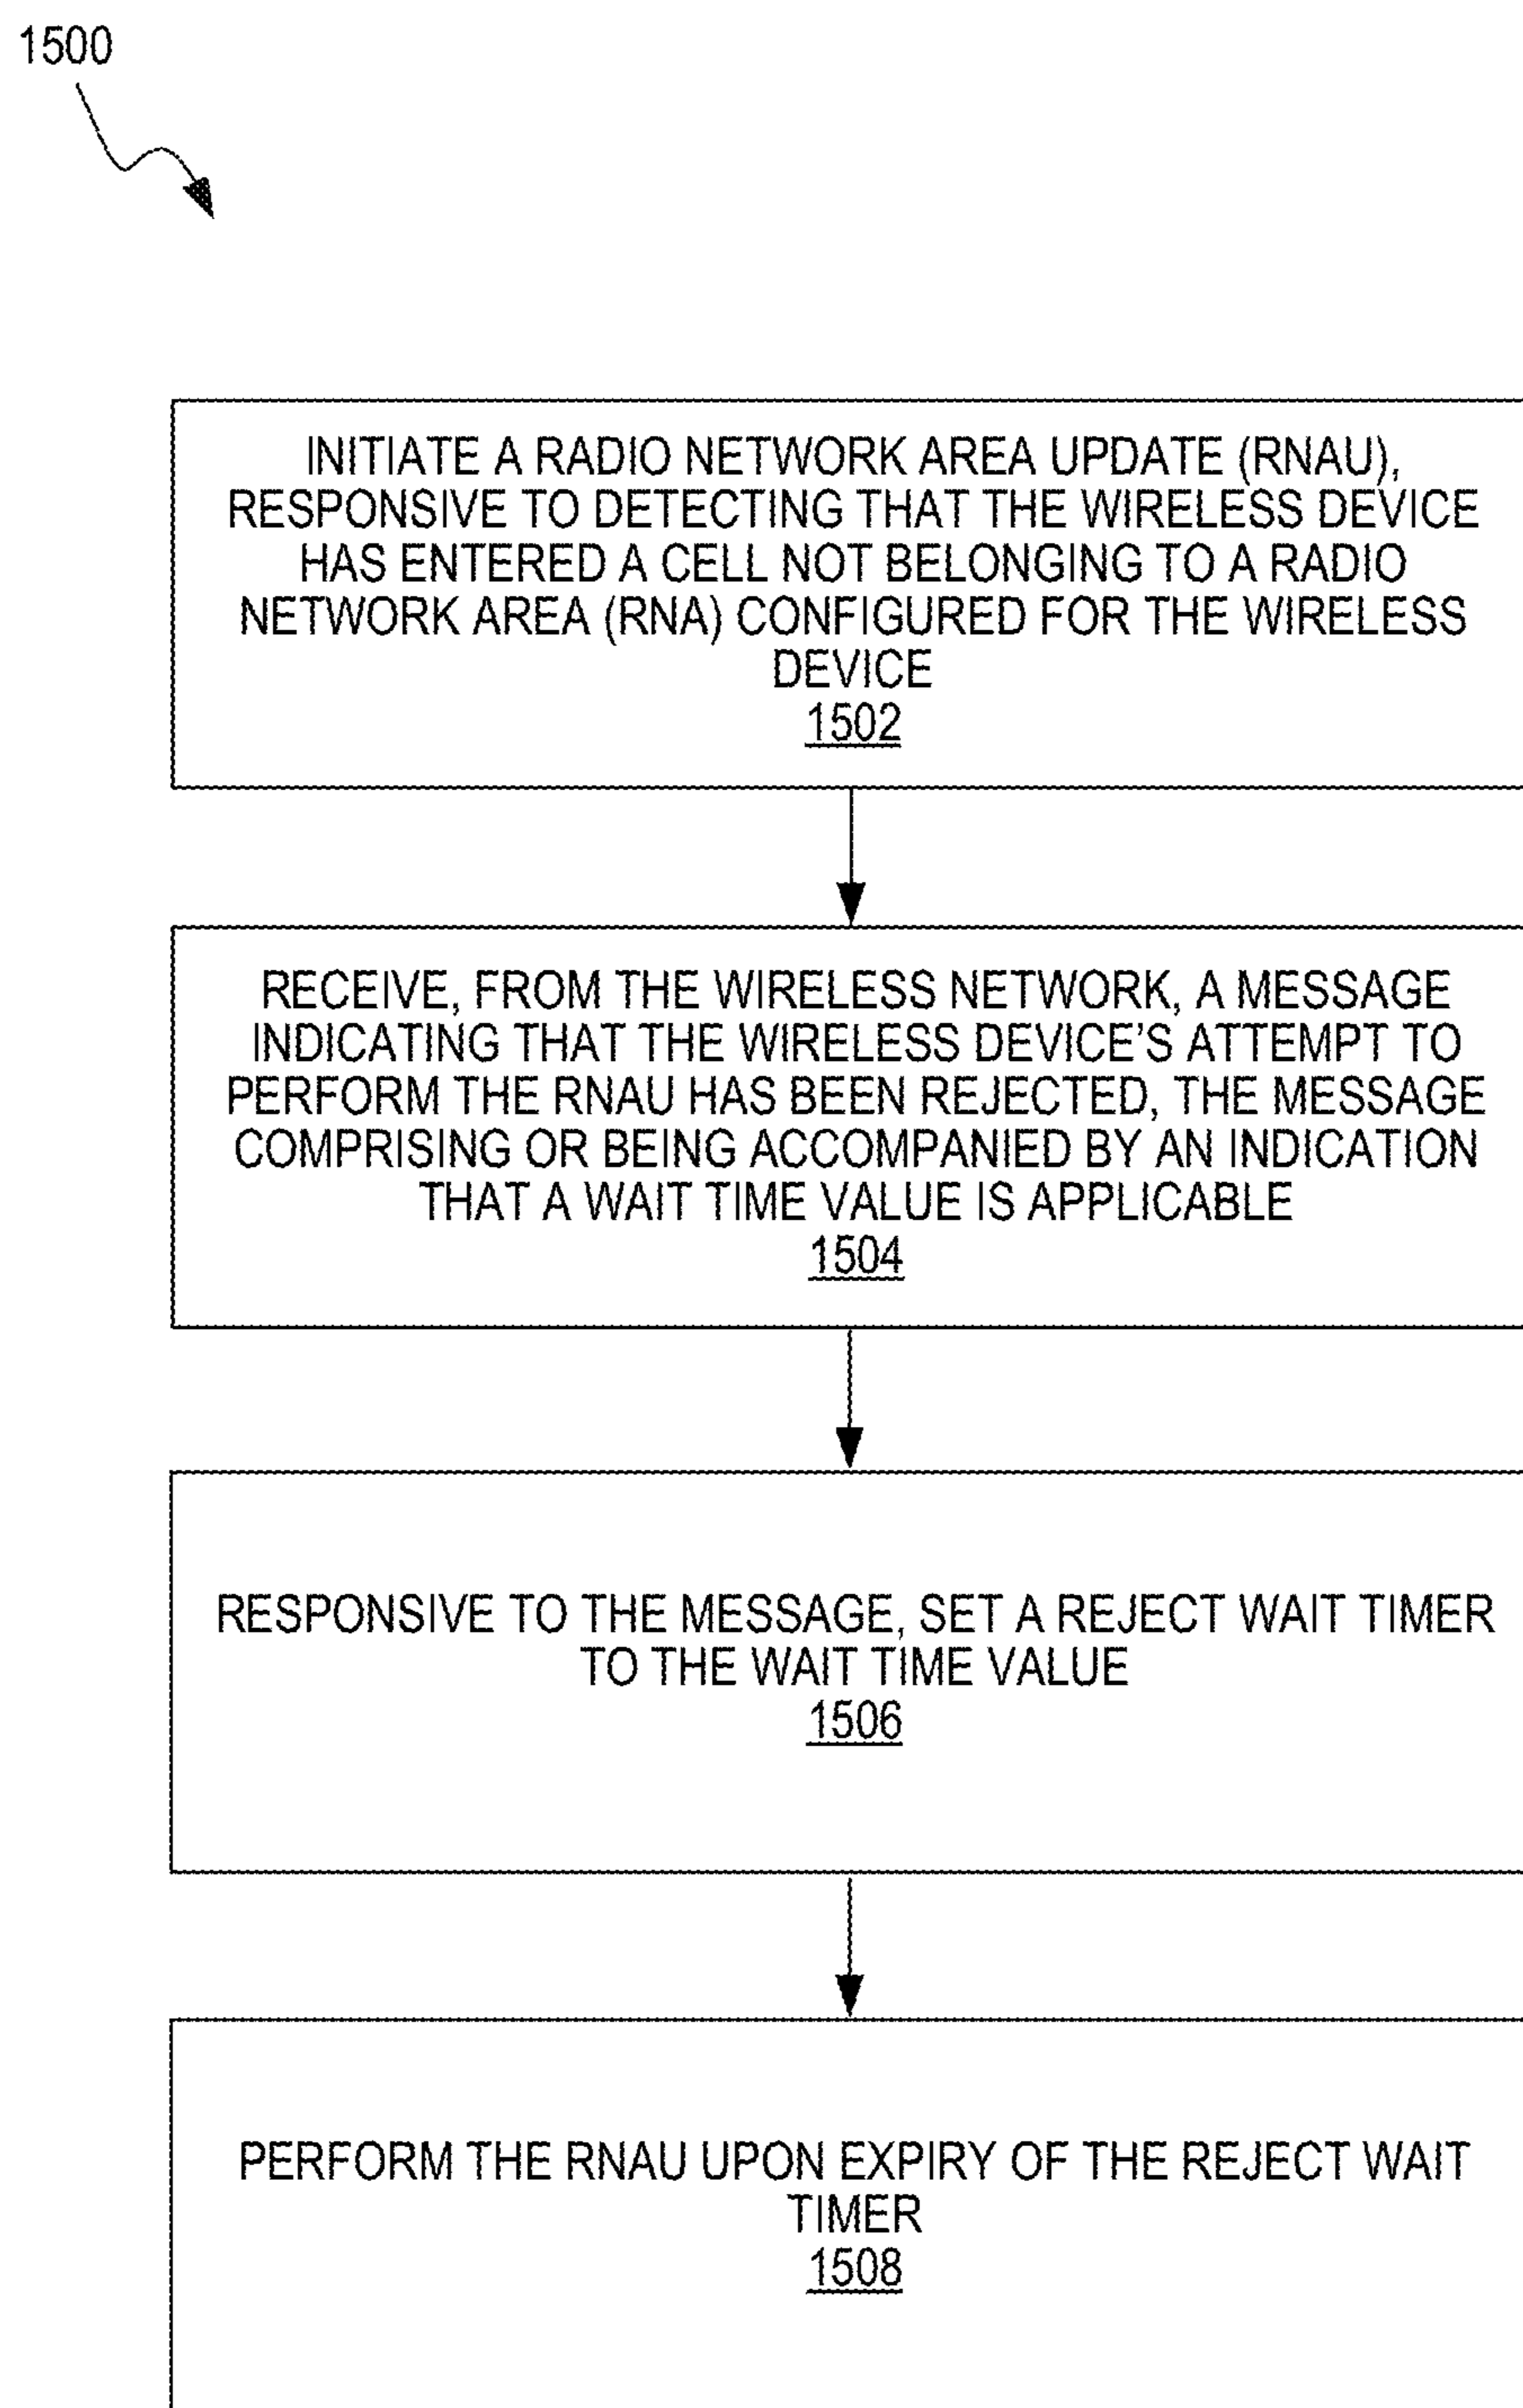 1500
INITIATE A RADIO NETWORK AREA UPDATE (RNAU),
RESPONSIVE TO DETECTING THAT THE WIRELESS DEVICE
HAS ENTERED A CELL NOT BELONGING TO A RADIO
NETWORK AREA (RNA) CONFIGURED FOR THE WIRELESS
DEVICE
1502
RECEIVE, FROM THE WIRELESS NETWORK, A MESSAGE
INDICATING THAT THE WIRELESS DEVICE'S ATTEMPT TO
PERFORM THE RNAU HAS BEEN REJECTED, THE MESSAGE
COMPRISING OR BEING ACCOMPANIED BY AN INDICATION
THAT A WAIT TIME VALUE IS APPLICABLE
1504
RESPONSIVE TO THE MESSAGE, SET A REJECT WAIT TIMER
TO THE WAIT TIME VALUE
1506
PERFORM THE RNAU UPON EXPIRY OF THE REJECT WAIT
TIMER
1508